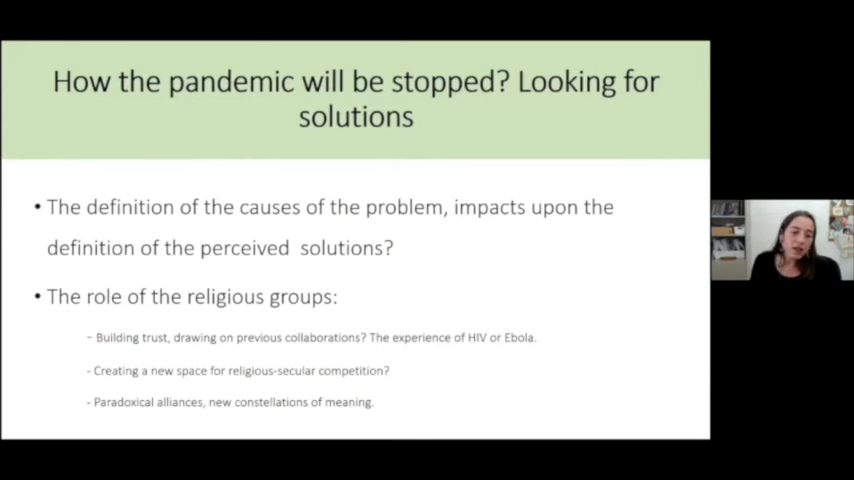 How the pandemic will be stopped? Looking for
solutions
• The definition of the causes of the problem, impacts upon the
definition of the perceived solutions?
• The role of the religious groups:
- Building trust, drawing on previous collaborations? The experience of HIV or Ebola.
- Creating a new space for religious-secular competition?
- Paradoxical alliances, new constellations of meaning.